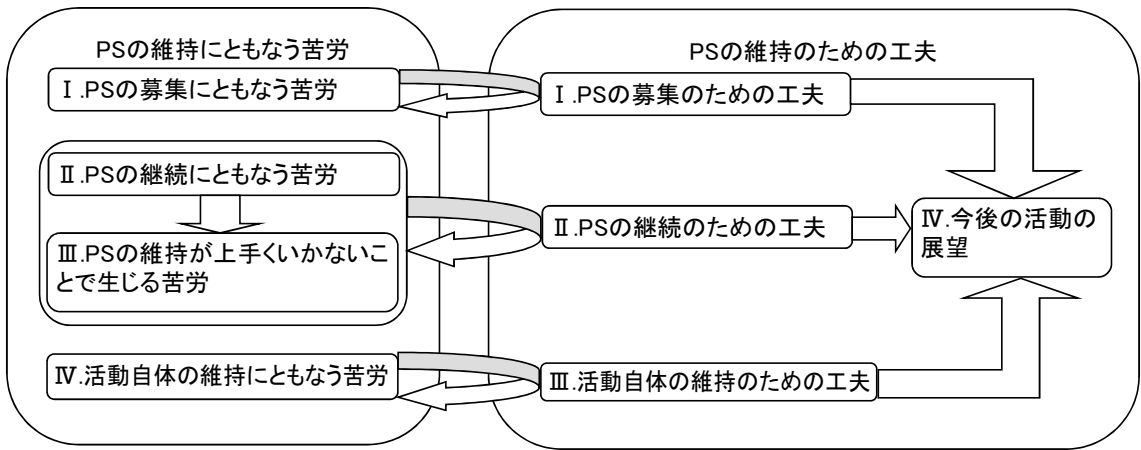 PSの維持にともなう苦労
Ⅰ.PSの募集にともなう苦労
Ⅱ.PSの継続にともなう苦労
Ⅲ.PSの維持が上手くいかないこ
とで生じる苦労
Ⅳ.活動自体の維持にともなう苦労
PSの維持のための工夫
Ⅰ.PSの募集のための工夫
Ⅱ.PSの継続のための工夫
Ⅲ.活動自体の維持のための工夫
Ⅳ.今後の活動の
展望